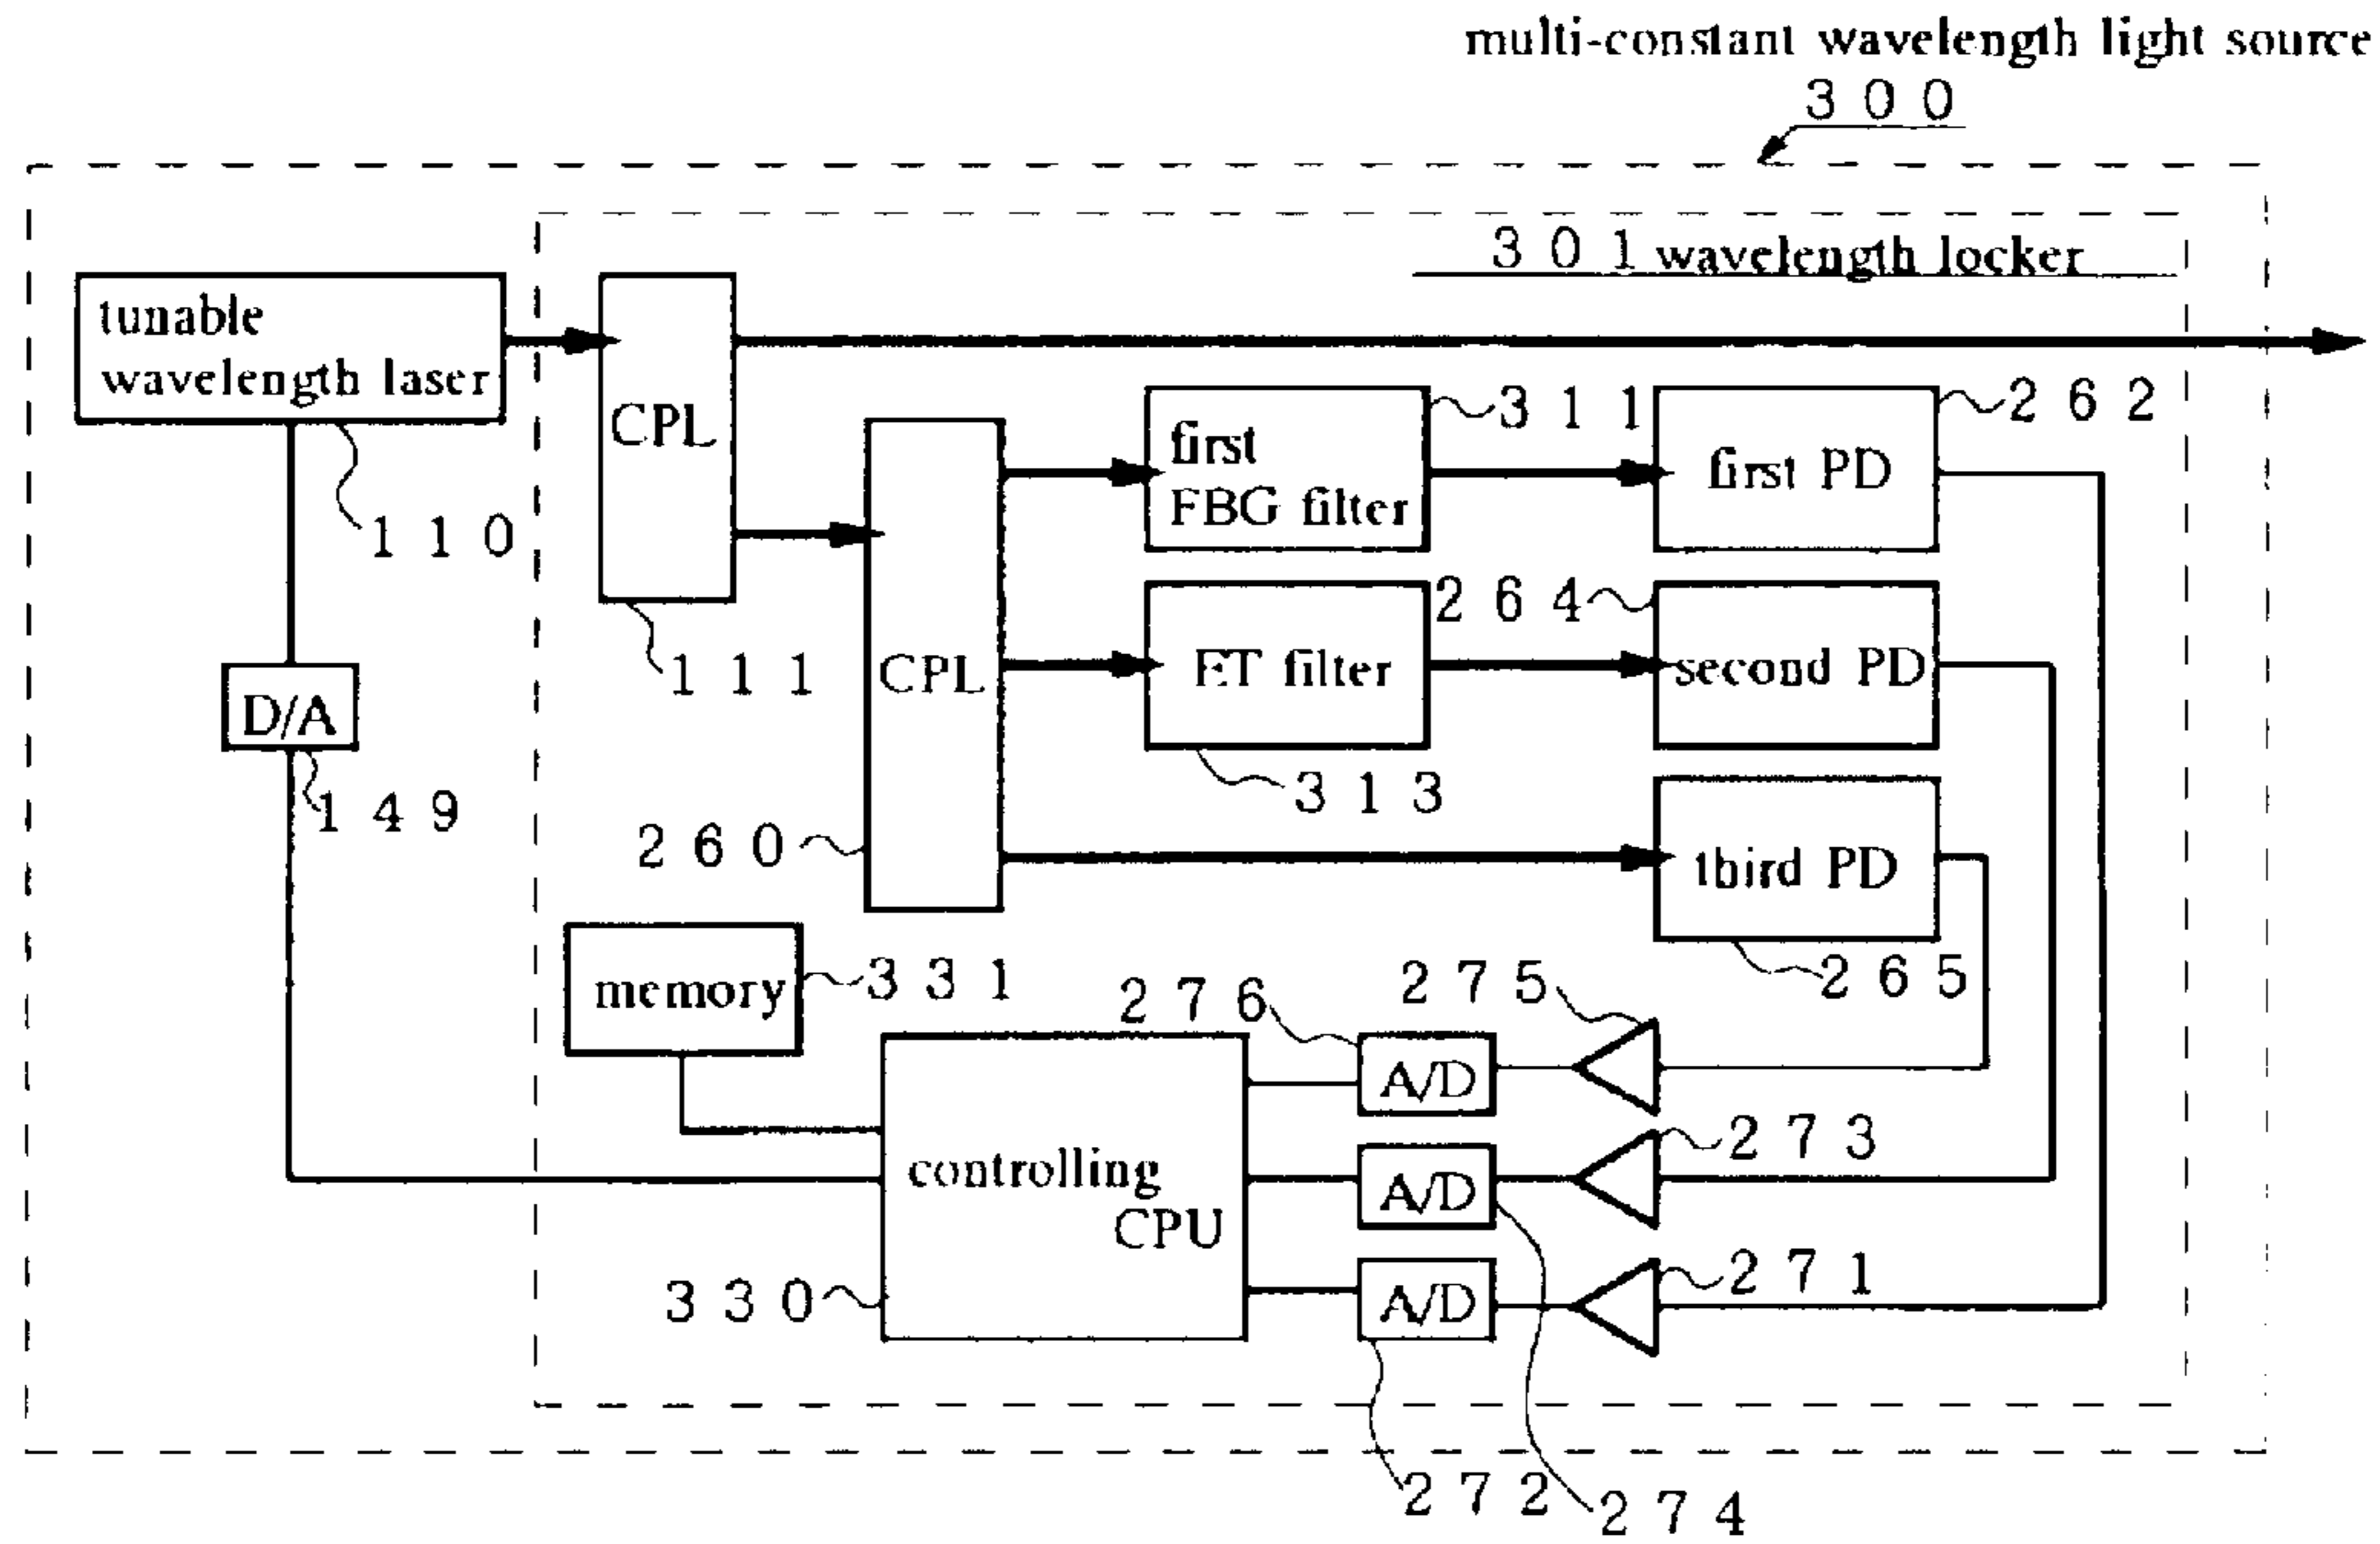 multi-constant wavelength light source
300
301 wavelength locker
tunable
wavelength laser
110
CPL
111
CPL
260
first
FBG filter
311
first PD
262
ET filter
313
264
second PD
third PD
265
D/A
149
memory
331
controlling
CPU
330
276
A/D
275
A/D
273
A/D
271
272
274